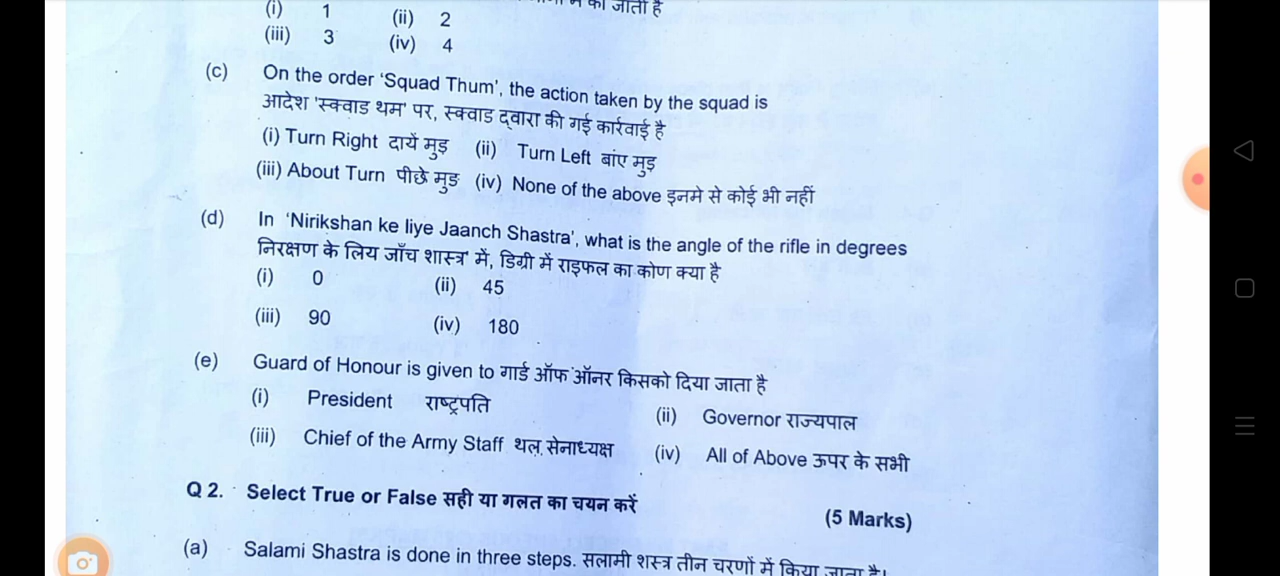 की जाती है
(i) 1 (ii) 2
(iii) 3 (iv) 4
(c) On the order ‘Squad Thum’, the action taken by the squad is
आदेश 'स्क्वाड थम' पर, स्क्वाड द्वारा की गई कार्रवाई है
(i) Turn Right दायें मुड़ (ii) Turn Left बांए मुड़
(iii) About Turn पीछे मुड़ (iv) None of the above इनमे से कोई भी नहीं
(d) In ‘Nirikshan ke liye Jaanch Shastra’, what is the angle of the rifle in degrees
निरक्षण के लिय जाँच शास्त्र' में, डिग्री में राइफल का कोण क्या है
(i) 0 (ii) 45
(iii) 90 (iv) 180
(e) Guard of Honour is given to गार्ड ऑफ ऑनर किसको दिया जाता है
(i) President राष्ट्रपति (ii) Governor राज्यपाल
(iii) Chief of the Army Staff थल सेनाध्यक्ष (iv) All of Above ऊपर के सभी
Q 2. Select True or False सही या गलत का चयन करें (5 Marks)
(a) Salami Shastra is done in three steps. सलामी शस्त्र तीन चरणों में किया जाता है।